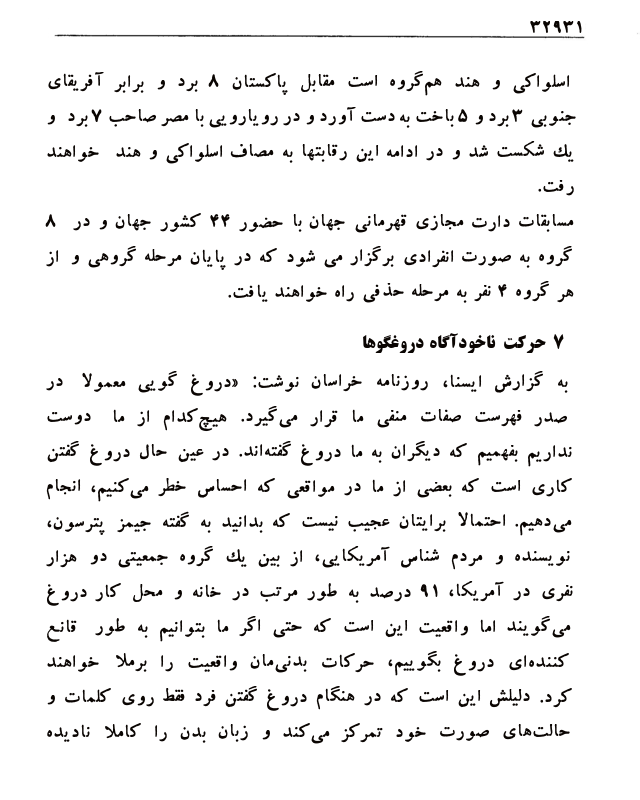 ۳۲۹۳۱
اسلواکی و هند هم‌گروه است مقابل پاکستان ۸ برد و برابر آفریقای
جنوبی ۳برد و ۵ باخت به دست آورد و در رویارویی با مصر صاحب ۷برد و
یك شکست شد و در ادامه این رقابتها به مصاف اسلواکی و هند خواهند
رفت.
مسابقات دارت مجازی قهرمانی جهان با حضور ۴۴ کشور جهان و در ۸
گروه به صورت انفرادی برگزار می شود که در پایان مرحله گروهی و از
هر گروه ۴ نفر به مرحله حذفی راه خواهند یافت.
۷ حرکت ناخودآگاه دروغگوها
به گزارش ایسنا، روزنامه خراسان نوشت: «دروغ گویی معمولا در
صدر فهرست صفات منفی ما قرار می‌گیرد. هیچ‌کدام از ما دوست
نداریم بفهمیم که دیگران به ما دروغ گفته‌اند. در عین حال دروغ گفتن
کاری است که بعضی از ما در مواقعی که احساس خطر می‌کنیم، انجام
می‌دهیم. احتمالا برایتان عجیب نیست که بدانید به گفته جیمز پترسون،
نویسنده و مردم شناس آمریکایی، از بین یك گروه جمعیتی دو هزار
نفری در آمریکا، ۹۱ درصد به طور مرتب در خانه و محل کار دروغ
می‌گویند اما واقعیت این است که حتی اگر ما بتوانیم به طور قانع
کننده‌ای دروغ بگوییم، حرکات بدنی‌مان واقعیت را برملا خواهند
کرد. دلیلش این است که در هنگام دروغ گفتن فرد فقط روی کلمات و
حالت‌های صورت خود تمرکز می‌کند و زبان بدن را کاملا نادیده